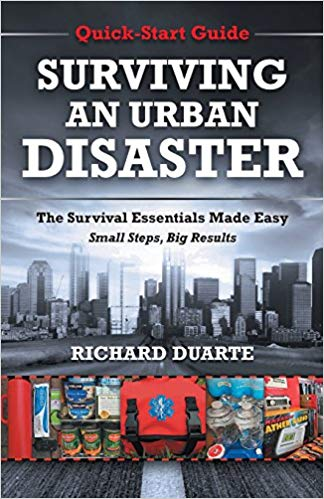 Quick-Start Guide
SURVIVING
AN URBAN
DISASTER
The Survival Essentials Made Easy
Small Steps, Big Results
RICHARD DUARTE